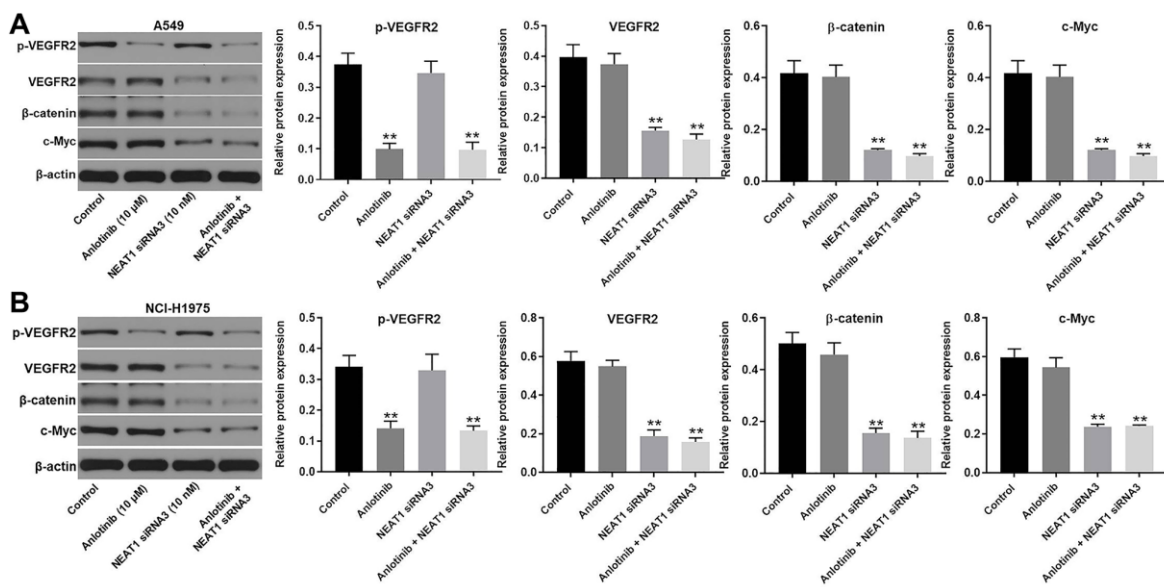 A
A549
p-VEGFR2
VEGFR2
β-catenin
c-Myc
β-actin
Control
Anlotinib (10 μM)
NEAT1 siRNA3 (10 nM)
Anlotinib +
NEAT1 siRNA3
p-VEGFR2
Relative protein expression
0.5
0.4
0.3
0.2
0.1
0.0
**
**
Control
Anlotinib
NEAT1 siRNA3
Anlotinib + NEAT1 siRNA3
VEGFR2
Relative protein expression
0.5
0.4
0.3
0.2
0.1
0.0
**
**
Control
Anlotinib
NEAT1 siRNA3
Anlotinib + NEAT1 siRNA3
β-catenin
Relative protein expression
0.6
0.4
0.2
0.0
**
**
Control
Anlotinib
NEAT1 siRNA3
Anlotinib + NEAT1 siRNA3
c-Myc
Relative protein expression
0.6
0.4
0.2
0.0
**
**
Control
Anlotinib
NEAT1 siRNA3
Anlotinib + NEAT1 siRNA3
B
NCI-H1975
p-VEGFR2
VEGFR2
β-catenin
c-Myc
β-actin
Control
Anlotinib (10 μM)
NEAT1 siRNA3 (10 nM)
Anlotinib +
NEAT1 siRNA3
p-VEGFR2
Relative protein expression
0.5
0.4
0.3
0.2
0.1
0.0
**
**
Control
Anlotinib
NEAT1 siRNA3
Anlotinib + NEAT1 siRNA3
VEGFR2
Relative protein expression
0.8
0.6
0.4
0.2
0.0
**
**
Control
Anlotinib
NEAT1 siRNA3
Anlotinib + NEAT1 siRNA3
β-catenin
Relative protein expression
0.6
0.4
0.2
0.0
**
**
Control
Anlotinib
NEAT1 siRNA3
Anlotinib + NEAT1 siRNA3
c-Myc
Relative protein expression
0.8
0.6
0.4
0.2
0.0
**
**
Control
Anlotinib
NEAT1 siRNA3
Anlotinib + NEAT1 siRNA3